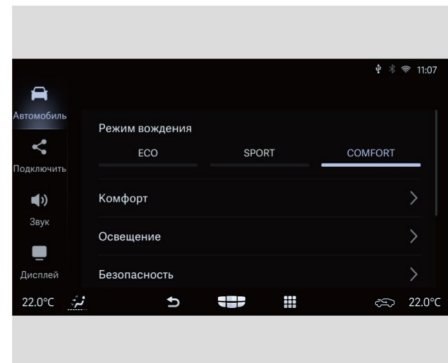 11:07
Автомобиль
Режим вождения
ECO SPORT COMFORT
Подключить
Комфорт
Звук
Освещение
Дисплей
Безопасность
22.0°C 22.0°C